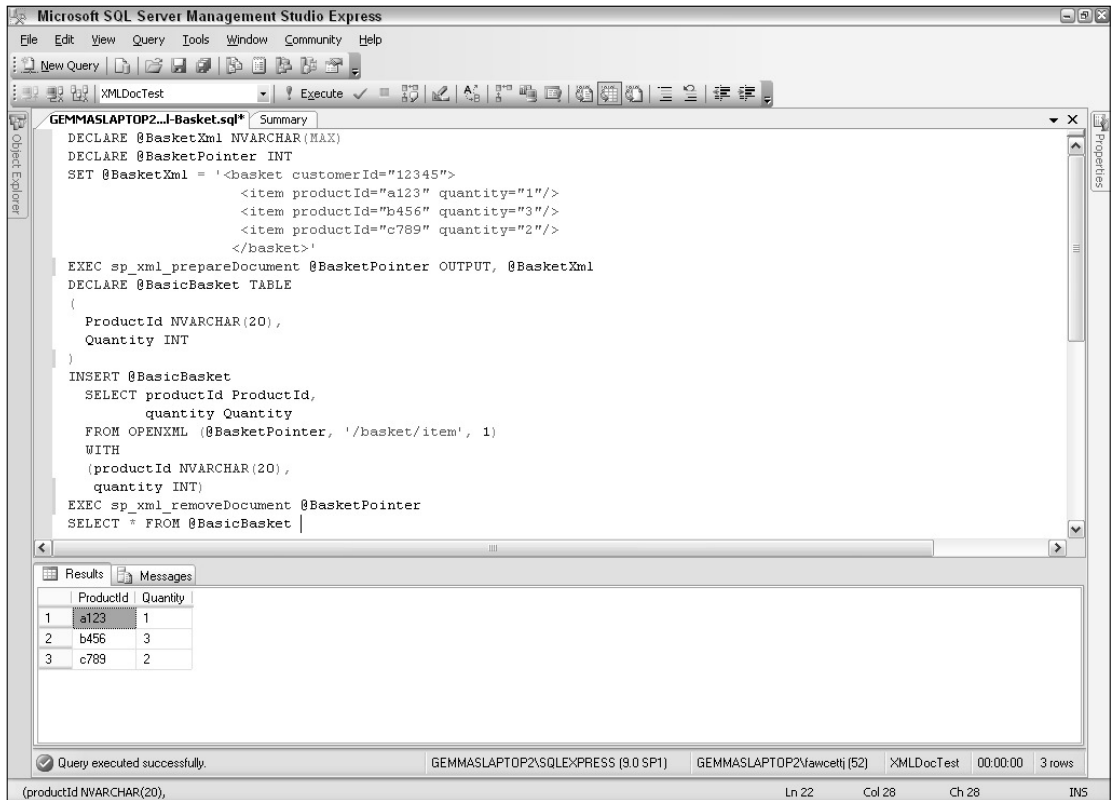 Microsoft SQL Server Management Studio Express
File Edit View Query Tools Window Community Help
New Query
XMLDocTest Execute
GEMMASLAPTOP2...l-Basket.sql* Summary
Object Explorer
Properties
DECLARE @BasketXml NVARCHAR(MAX)
DECLARE @BasketPointer INT
SET @BasketXml = '<basket customerId="12345">
<item productId="a123" quantity="1"/>
<item productId="b456" quantity="3"/>
<item productId="c789" quantity="2"/>
</basket>'
EXEC sp_xml_prepareDocument @BasketPointer OUTPUT, @BasketXml
DECLARE @BasicBasket TABLE
(
ProductId NVARCHAR(20),
Quantity INT
)
INSERT @BasicBasket
SELECT productId ProductId,
quantity Quantity
FROM OPENXML (@BasketPointer, '/basket/item', 1)
WITH
(productId NVARCHAR(20),
quantity INT)
EXEC sp_xml_removeDocument @BasketPointer
SELECT * FROM @BasicBasket
Results Messages
ProductId Quantity
1 a123 1
2 b456 3
3 c789 2
Query executed successfully. GEMMASLAPTOP2\SQLEXPRESS (9.0 SP1) GEMMASLAPTOP2\fawcettj (52) XMLDocTest 00:00:00 3 rows
(productId NVARCHAR(20), Ln 22 Col 28 Ch 28 INS